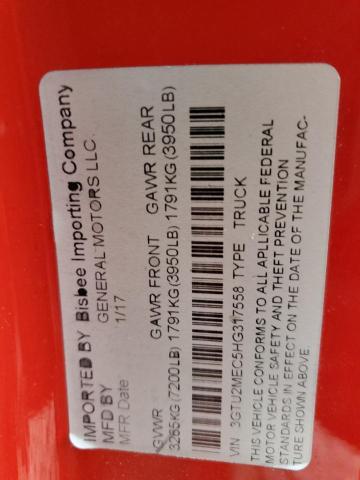 IMPORTED BY Bisbee Importing Company
MFD BY GENERAL MOTORS LLC.
MFR Date 1/17
GVWR GAWR FRONT GAWR REAR
3265KG(7200LB) 1791KG(3950LB) 1791KG(3950LB)
VIN 3GTU2MEC5HG317558 TYPE TRUCK
THIS VEHICLE CONFORMS TO ALL APLLICABLE FEDERAL
MOTOR VEHICLE SAFETY AND THEFT PREVENTION
STANDARDS IN EFFECT ON THE DATE OF THE MANUFAC-
TURE SHOWN ABOVE.